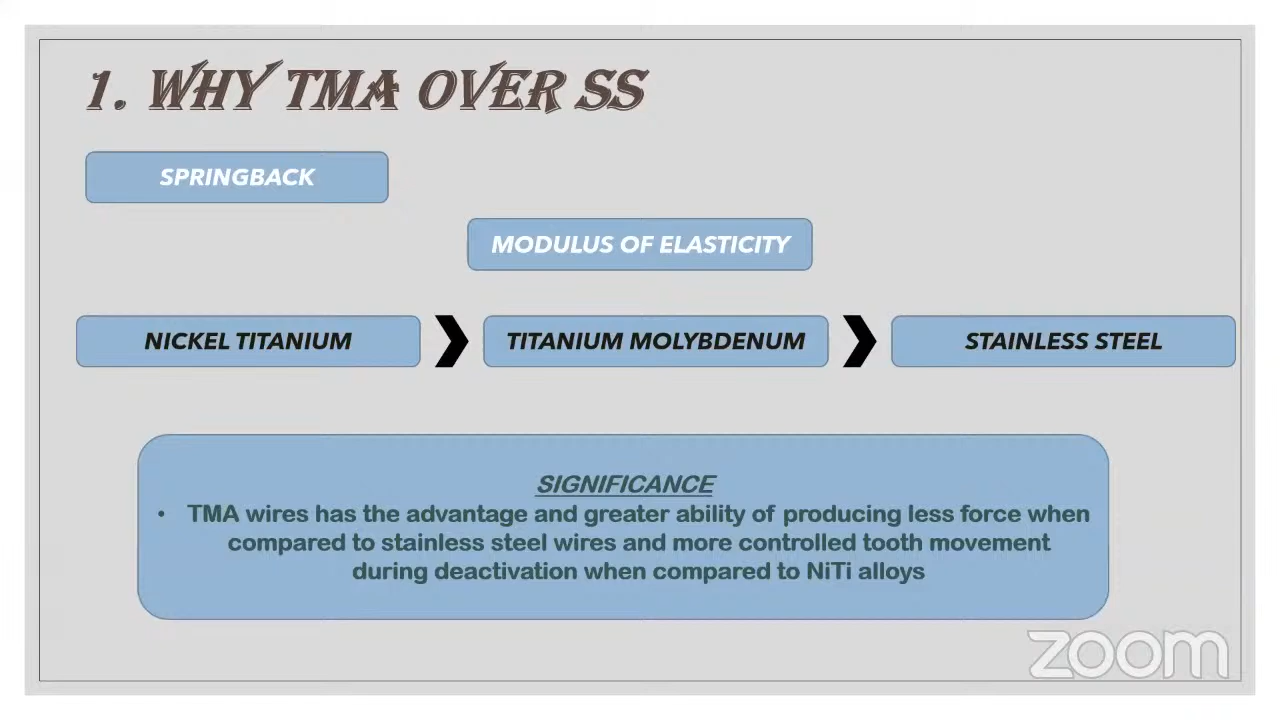 1. WHY TMA OVER SS
SPRINGBACK
MODULUS OF ELASTICITY
NICKEL TITANIUM
TITANIUM MOLYBDENUM
STAINLESS STEEL
SIGNIFICANCE
• TMA wires has the advantage and greater ability of producing less force when
compared to stainless steel wires and more controlled tooth movement
during deactivation when compared to NiTi alloys
zoom